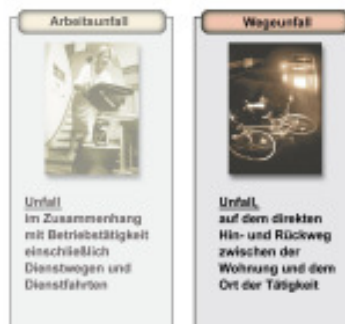 Arbeitsunfall
Unfall
im Zusammenhang
mit Betriebstätigkeit
einschließlich
Dienstwegen und
Dienstfahrten
Wegeunfall
Unfall,
auf dem direkten
Hin- und Rückweg
zwischen der
Wohnung und dem
Ort der Tätigkeit